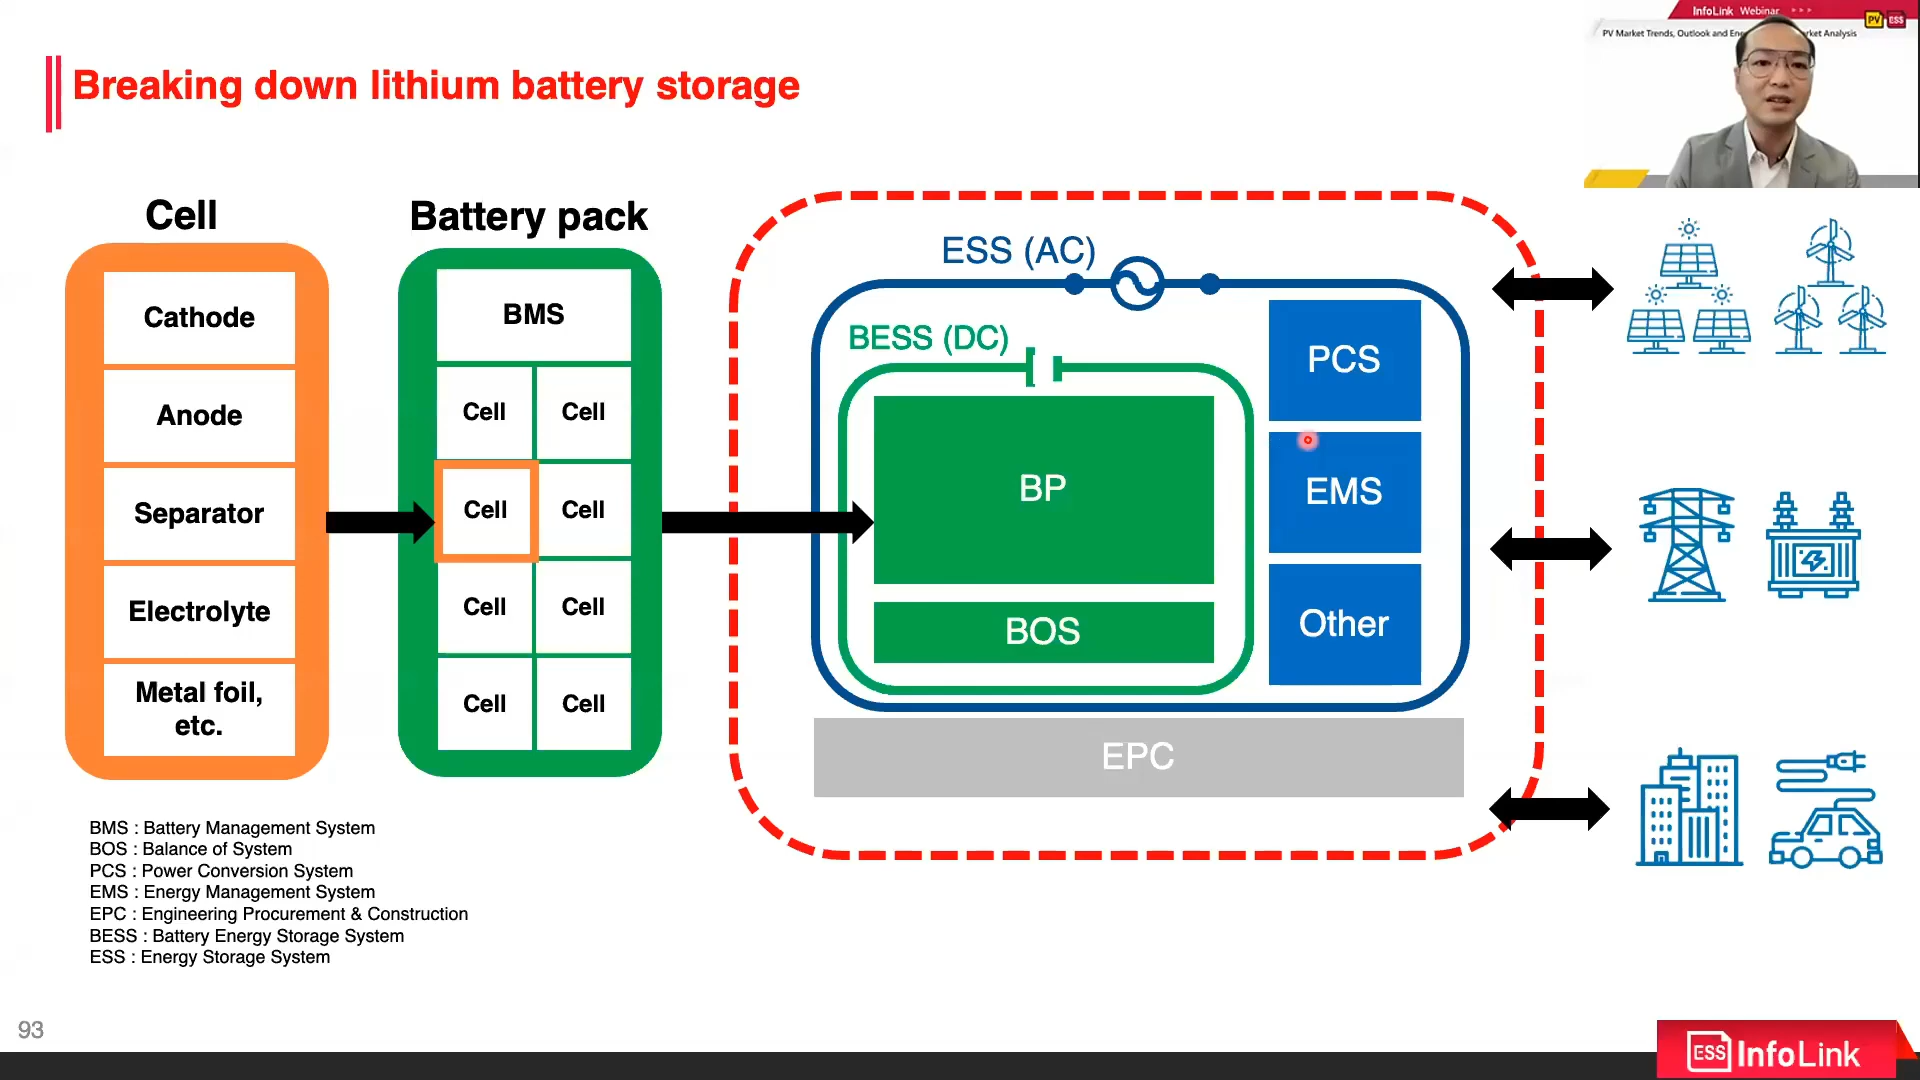 InfoLink Webinar > > >
PV ESS
PV Market Trends, Outlook and Ene
rket Analysis
Breaking down lithium battery storage
Cell
Cathode
Anode
Separator
Electrolyte
Metal foil,
etc.
Battery pack
BMS
Cell Cell
Cell Cell
Cell Cell
Cell Cell
ESS (AC)
BESS (DC)
BP
BOS
PCS
EMS
Other
EPC
BMS : Battery Management System
BOS : Balance of System
PCS : Power Conversion System
EMS : Energy Management System
EPC : Engineering Procurement & Construction
BESS : Battery Energy Storage System
ESS : Energy Storage System
93
ESS InfoLink